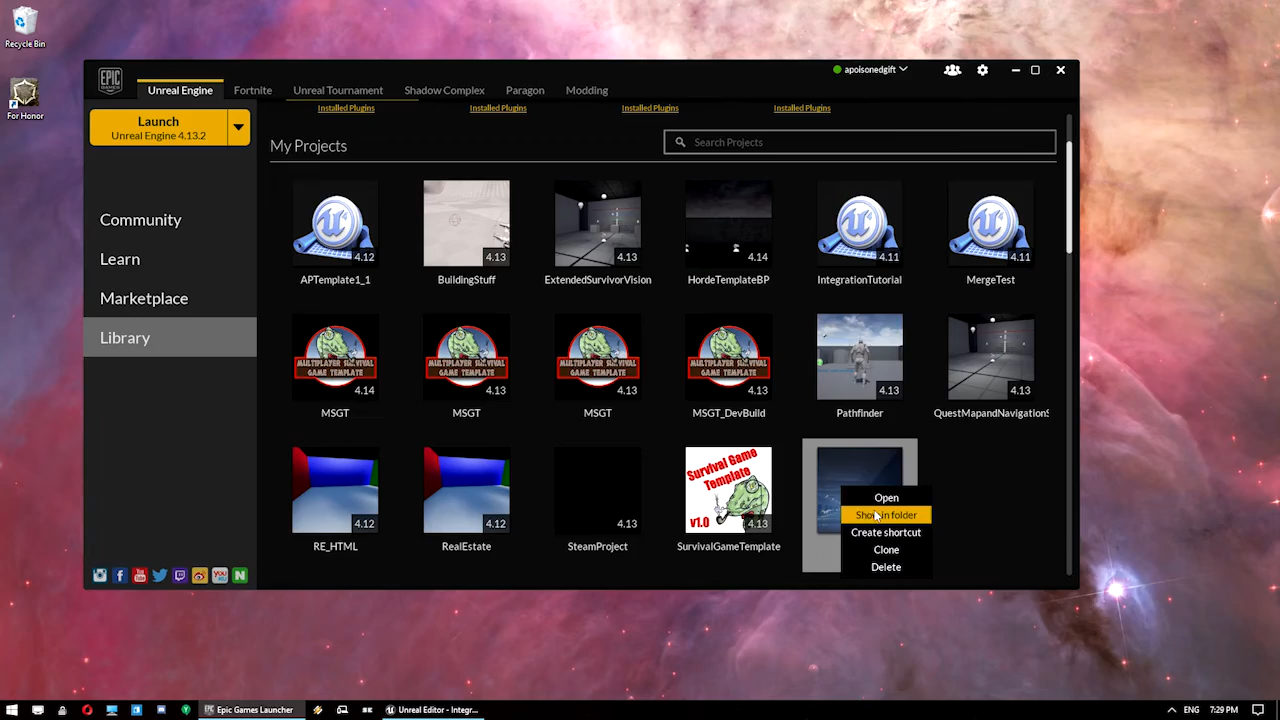 Recycle Bin
For Honor
EPIC GAMES
Unreal Engine
Fortnite
Unreal Tournament
Shadow Complex
Paragon
Modding
apoisonedgift
Launch
Unreal Engine 4.13.2
Community
Learn
Marketplace
Library
Installed Plugins
Installed Plugins
Installed Plugins
Installed Plugins
My Projects
Search Projects
4.12
4.13
4.13
4.14
4.11
4.11
APTemplate1_1
BuildingStuff
ExtendedSurvivorVision
HordeTemplateBP
IntegrationTutorial
MergeTest
MULTIPLAYER SURVIVAL
GAME TEMPLATE
4.14
MULTIPLAYER SURVIVAL
GAME TEMPLATE
4.13
MULTIPLAYER SURVIVAL
GAME TEMPLATE
4.13
MULTIPLAYER SURVIVAL
GAME TEMPLATE
4.13
4.13
4.13
MSGT
MSGT
MSGT
MSGT_DevBuild
Pathfinder
QuestMapandNavigationS
4.12
4.12
4.13
Survival Game
Template
v1.0
4.13
RE_HTML
RealEstate
SteamProject
SurvivalGameTemplate
Open
Show in folder
Create shortcut
Clone
Delete
Epic Games Launcher
Unreal Editor - Integr...
ENG
7:29 PM